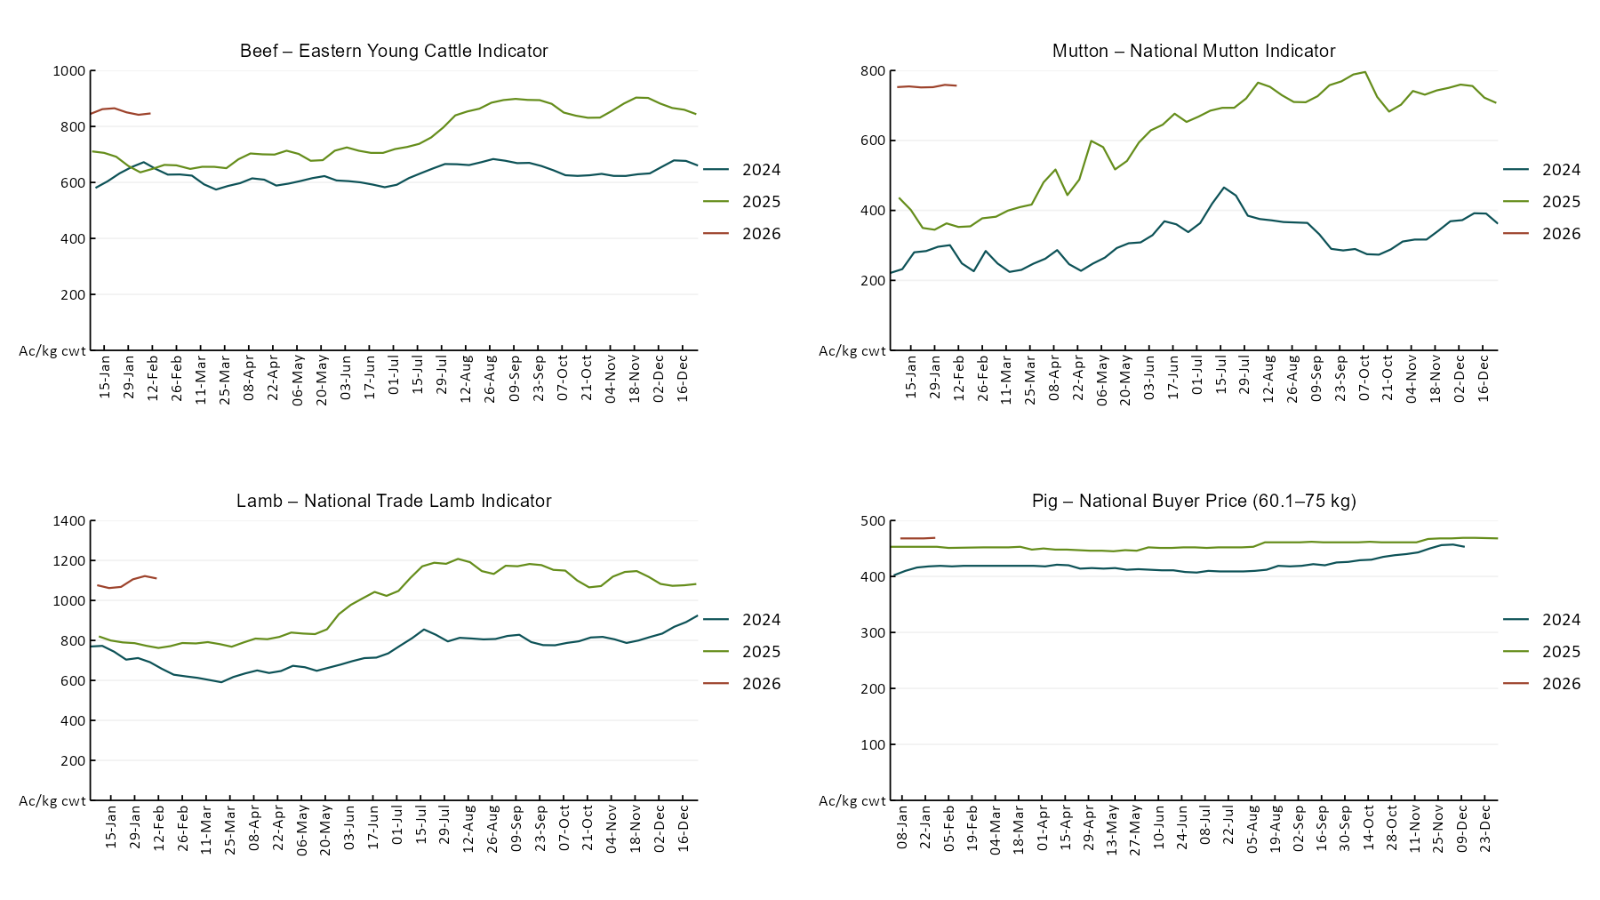 Beef – Eastern Young Cattle Indicator
1000
800
600
400
200
Ac/kg cwt
15-Jan
29-Jan
12-Feb
26-Feb
11-Mar
25-Mar
08-Apr
22-Apr
06-May
20-May
03-Jun
17-Jun
01-Jul
15-Jul
29-Jul
12-Aug
26-Aug
09-Sep
23-Sep
07-Oct
21-Oct
04-Nov
18-Nov
02-Dec
16-Dec
2024
2025
2026
Mutton – National Mutton Indicator
800
600
400
200
Ac/kg cwt
15-Jan
29-Jan
12-Feb
26-Feb
11-Mar
25-Mar
08-Apr
22-Apr
06-May
20-May
03-Jun
17-Jun
01-Jul
15-Jul
29-Jul
12-Aug
26-Aug
09-Sep
23-Sep
07-Oct
21-Oct
04-Nov
18-Nov
02-Dec
16-Dec
2024
2025
2026
Lamb – National Trade Lamb Indicator
1400
1200
1000
800
600
400
200
Ac/kg cwt
15-Jan
29-Jan
12-Feb
26-Feb
11-Mar
25-Mar
08-Apr
22-Apr
06-May
20-May
03-Jun
17-Jun
01-Jul
15-Jul
29-Jul
12-Aug
26-Aug
09-Sep
23-Sep
07-Oct
21-Oct
04-Nov
18-Nov
02-Dec
16-Dec
2024
2025
2026
Pig – National Buyer Price (60.1–75 kg)
500
400
300
200
100
Ac/kg cwt
08-Jan
22-Jan
05-Feb
19-Feb
04-Mar
18-Mar
01-Apr
15-Apr
29-Apr
13-May
27-May
10-Jun
24-Jun
08-Jul
22-Jul
05-Aug
19-Aug
02-Sep
16-Sep
30-Sep
14-Oct
28-Oct
11-Nov
25-Nov
09-Dec
23-Dec
2024
2025
2026